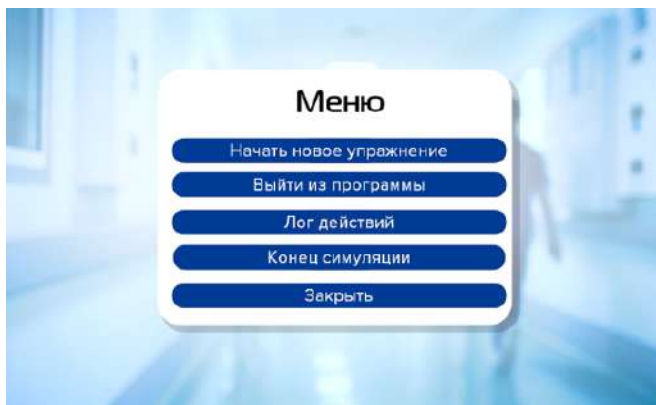 Меню
Начать новое упражнение
Выйти из программы
Лог действий
Конец симуляции
Закрыть